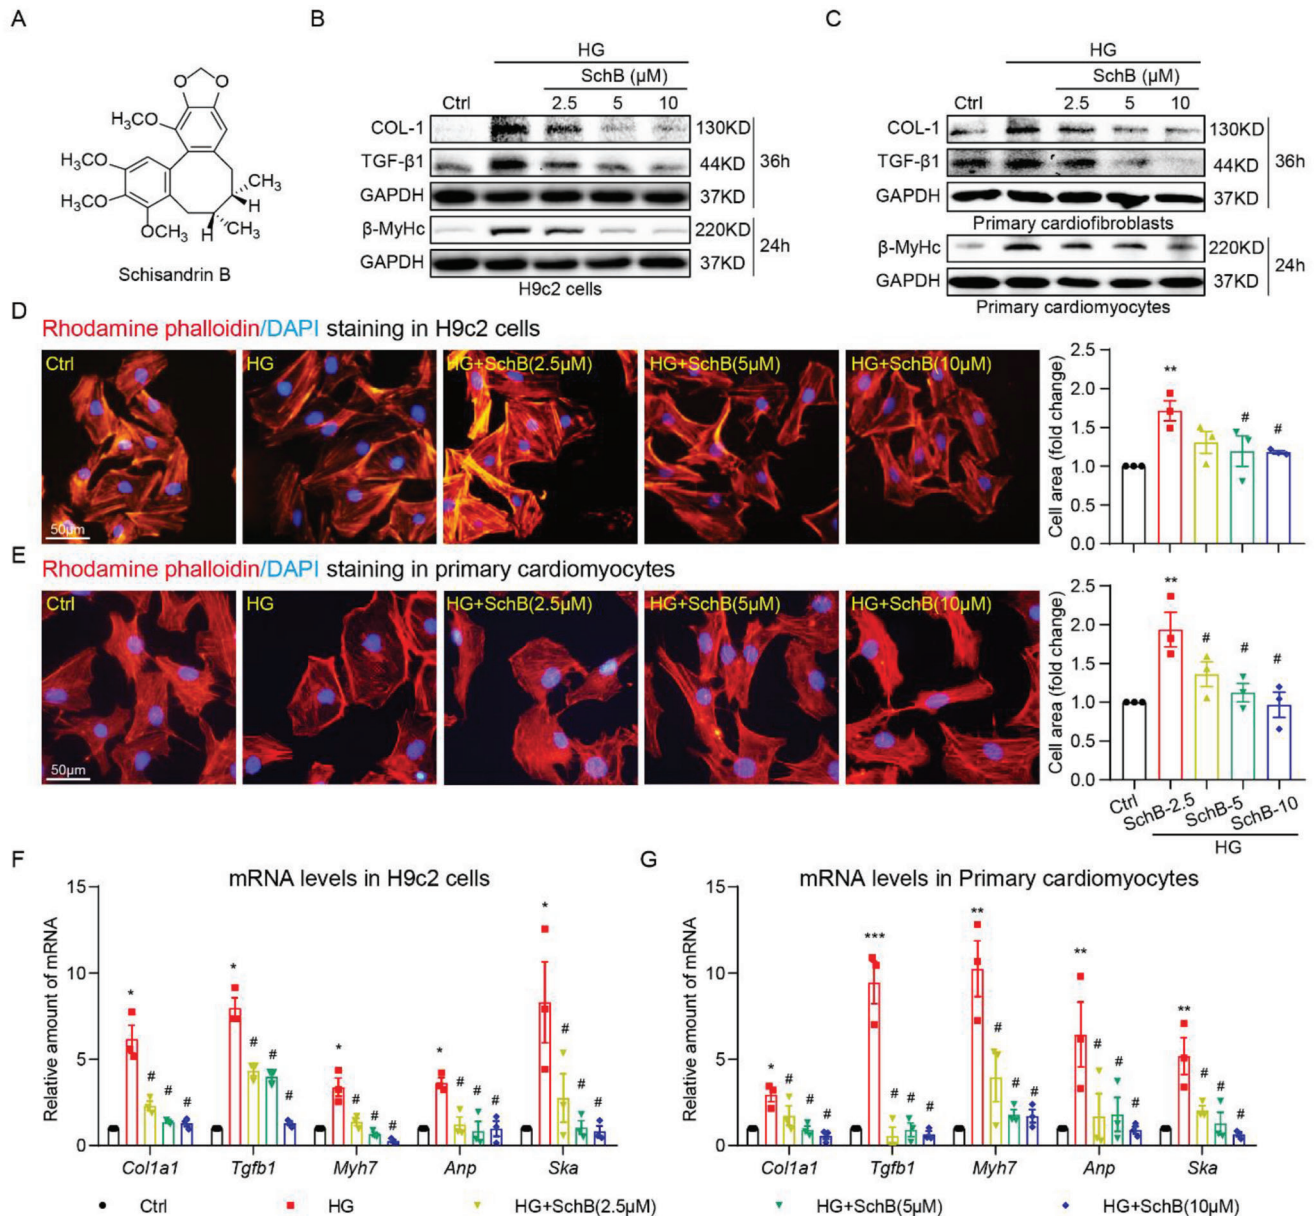 A
O O
OCH3
H3CO
H3CO
H3CO
OCH3
CH3
H
H
CH3
Schisandrin B
B
HG
SchB (µM)
Ctrl 2.5 5 10
COL-1 130KD
TGF-β1 44KD 36h
GAPDH 37KD
β-MyHc 220KD
GAPDH 37KD 24h
H9c2 cells
C
HG
SchB (µM)
Ctrl 2.5 5 10
COL-1 130KD
TGF-β1 44KD 36h
GAPDH 37KD
Primary cardiofibroblasts
β-MyHc 220KD
GAPDH 37KD 24h
Primary cardiomyocytes
D
Rhodamine phalloidin/DAPI staining in H9c2 cells
Ctrl HG HG+SchB(2.5µM) HG+SchB(5µM) HG+SchB(10µM)
50µm
Cell area (fold change)
2.5
2.0
1.5
1.0
0.5
0.0
** # #
E
Rhodamine phalloidin/DAPI staining in primary cardiomyocytes
Ctrl HG HG+SchB(2.5µM) HG+SchB(5µM) HG+SchB(10µM)
50µm
Cell area (fold change)
2.5
2.0
1.5
1.0
0.5
0.0
** # # #
Ctrl SchB-2.5 SchB-5 SchB-10
HG
F
mRNA levels in H9c2 cells
Relative amount of mRNA
15
10
5
0
* # # # * # # # * # # # * # # # * # # #
Col1a1 Tgfb1 Myh7 Anp Ska
G
mRNA levels in Primary cardiomyocytes
Relative amount of mRNA
15
10
5
0
* # # # *** # # # ** # # # ** # # # ** # # #
Col1a1 Tgfb1 Myh7 Anp Ska
Ctrl HG HG+SchB(2.5µM) HG+SchB(5µM) HG+SchB(10µM)